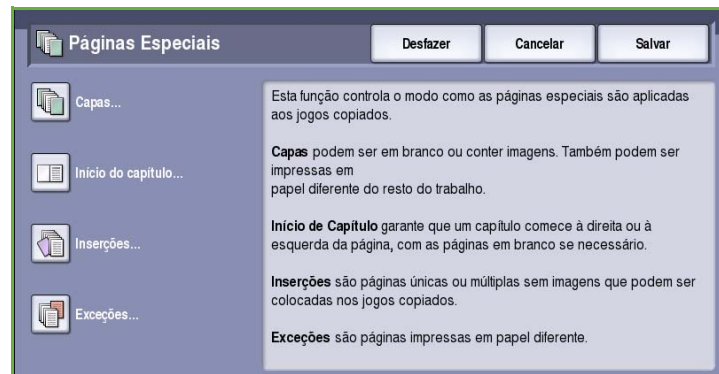 Páginas Especiais
Desfazer
Cancelar
Salvar
Capas...
Início do capítulo...
Inserções...
Exceções...
Esta função controla o modo como as páginas especiais são aplicadas
aos jogos copiados.
Capas podem ser em branco ou conter imagens. Também podem ser
impressas em
papel diferente do resto do trabalho.
Início de Capítulo garante que um capítulo comece à direita ou à
esquerda da página, com as páginas em branco se necessário.
Inserções são páginas únicas ou múltiplas sem imagens que podem ser
colocadas nos jogos copiados.
Exceções são páginas impressas em papel diferente.